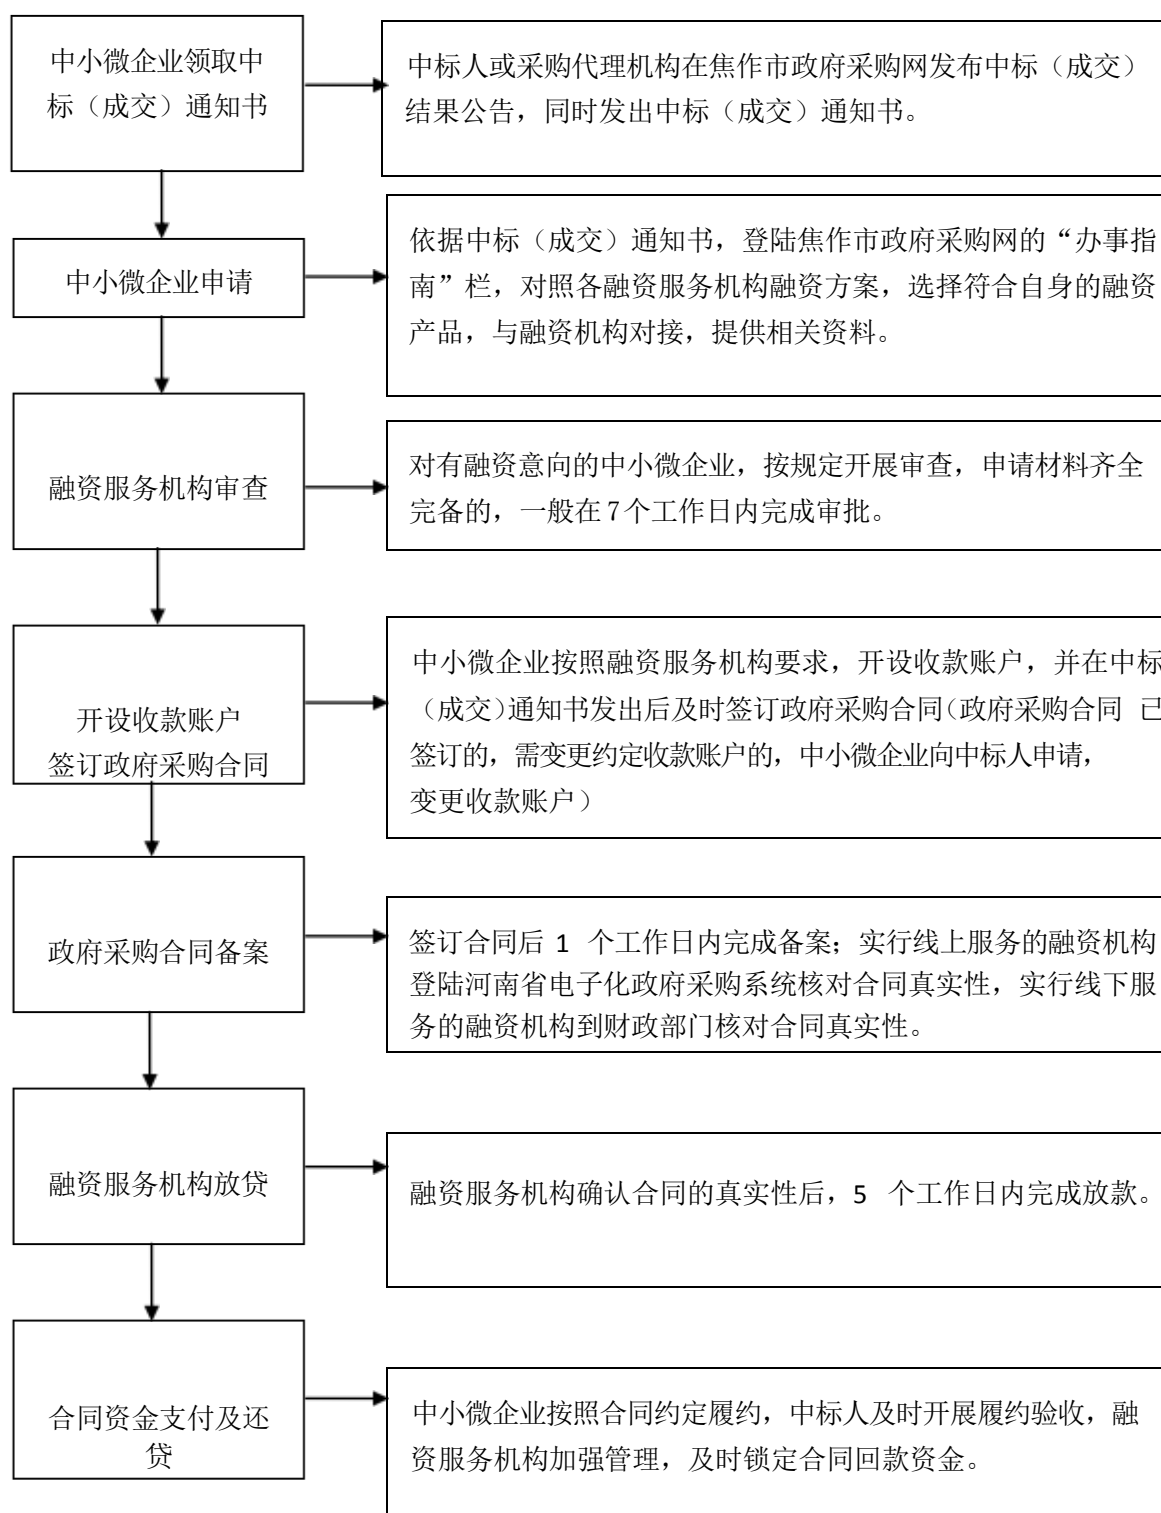 中小微企业领取中
标（成交）通知书
中标人或采购代理机构在焦作市政府采购网发布中标（成交）
结果公告，同时发出中标（成交）通知书。
中小微企业申请
依据中标（成交）通知书，登陆焦作市政府采购网的“办事指
南”栏，对照各融资服务机构融资方案，选择符合自身的融资
产品，与融资机构对接，提供相关资料。
融资服务机构审查
对有融资意向的中小微企业，按规定开展审查，申请材料齐全
完备的，一般在7个工作日内完成审批。
开设收款账户
签订政府采购合同
中小微企业按照融资服务机构要求，开设收款账户，并在中标
（成交）通知书发出后及时签订政府采购合同（政府采购合同 已
签订的，需变更约定收款账户的，中小微企业向中标人申请，
变更收款账户）
政府采购合同备案
签订合同后 1 个工作日内完成备案；实行线上服务的融资机构
登陆河南省电子化政府采购系统核对合同真实性，实行线下服
务的融资机构到财政部门核对合同真实性。
融资服务机构放贷
融资服务机构确认合同的真实性后，5 个工作日内完成放款。
合同资金支付及还
贷
中小微企业按照合同约定履约，中标人及时开展履约验收，融
资服务机构加强管理，及时锁定合同回款资金。